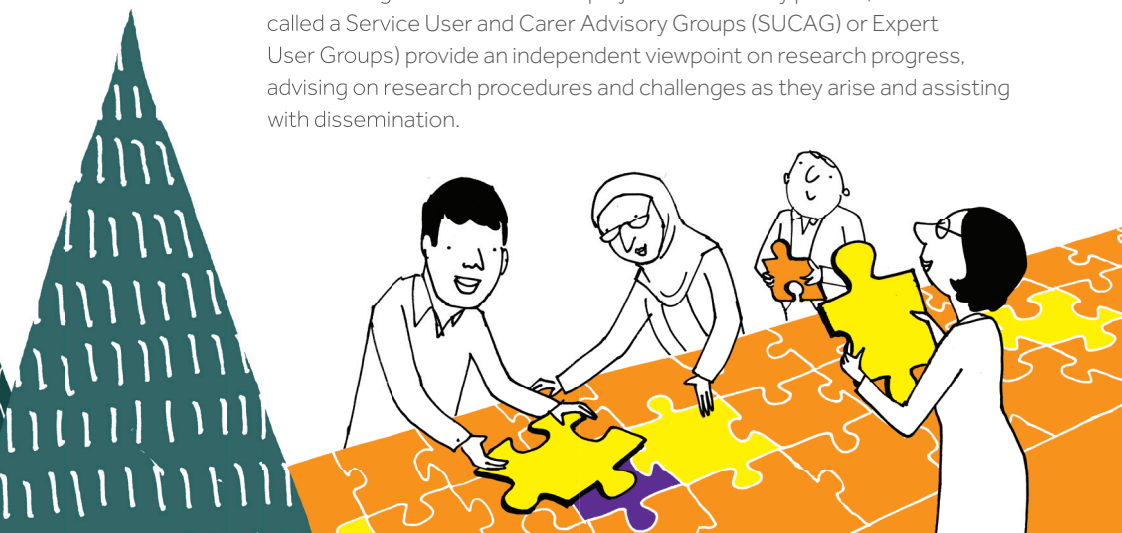 called a Service User and Carer Advisory Groups (SUCAG) or Expert
User Groups) provide an independent viewpoint on research progress,
advising on research procedures and challenges as they arise and assisting
with dissemination.